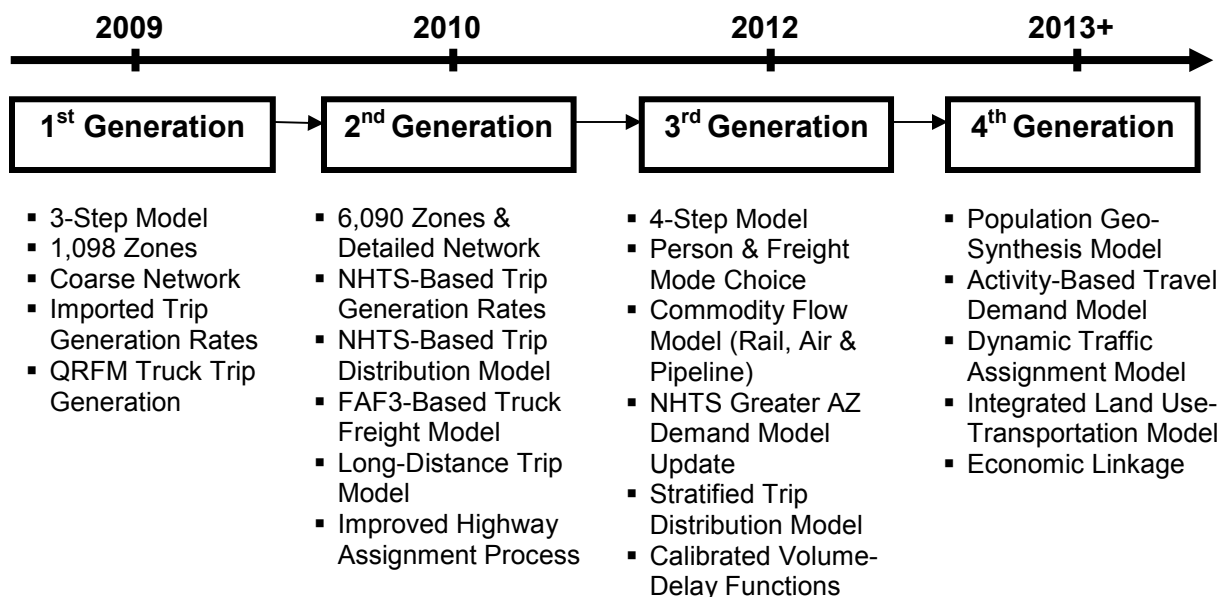 2009
2010
2012
2013+
1st Generation
2nd Generation
3rd Generation
4th Generation
▪ 3-Step Model
▪ 1,098 Zones
▪ Coarse Network
▪ Imported Trip
Generation Rates
▪ QRFM Truck Trip
Generation
▪ 6,090 Zones &
Detailed Network
▪ NHTS-Based Trip
Generation Rates
▪ NHTS-Based Trip
Distribution Model
▪ FAF3-Based Truck
Freight Model
▪ Long-Distance Trip
Model
▪ Improved Highway
Assignment Process
▪ 4-Step Model
▪ Person & Freight
Mode Choice
▪ Commodity Flow
Model (Rail, Air &
Pipeline)
▪ NHTS Greater AZ
Demand Model
Update
▪ Stratified Trip
Distribution Model
▪ Calibrated Volume-
Delay Functions
▪ Population Geo-
Synthesis Model
▪ Activity-Based Travel
Demand Model
▪ Dynamic Traffic
Assignment Model
▪ Integrated Land Use-
Transportation Model
▪ Economic Linkage